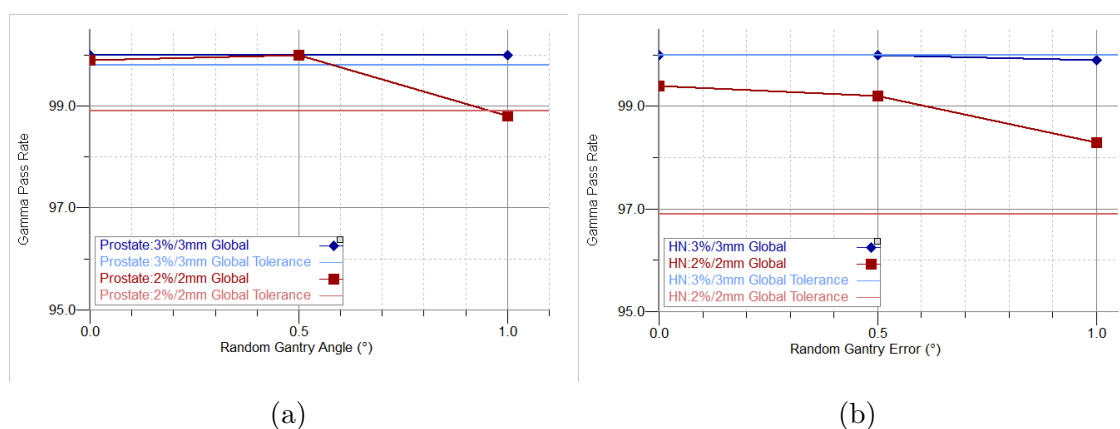 Gamma Pass Rate
99.0
97.0
95.0
Prostate:3%/3mm Global
Prostate:3%/3mm Global Tolerance
Prostate:2%/2mm Global
Prostate:2%/2mm Global Tolerance
0.0 0.5 1.0
Random Gantry Angle (°)
(a)
Gamma Pass Rate
99.0
97.0
95.0
HN:3%/3mm Global
HN:2%/2mm Global
HN:3%/3mm Global Tolerance
HN:2%/2mm Global Tolerance
0.0 0.5 1.0
Random Gantry Error (°)
(b)